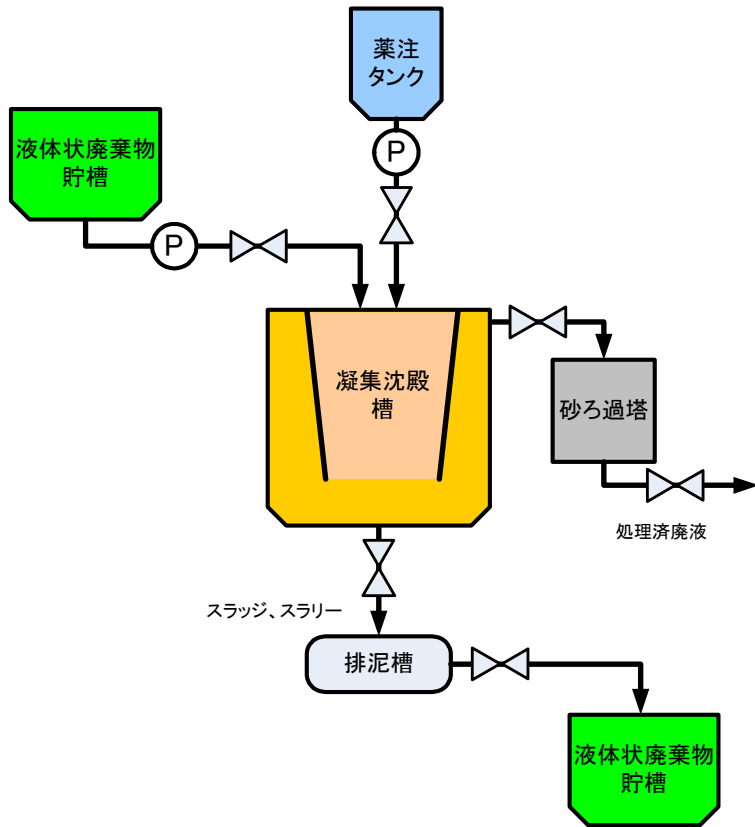 薬注
タンク
液体状廃棄物
貯槽
P
P
凝集沈殿
槽
砂ろ過塔
処理済廃液
スラッジ、スラリー
排泥槽
液体状廃棄物
貯槽